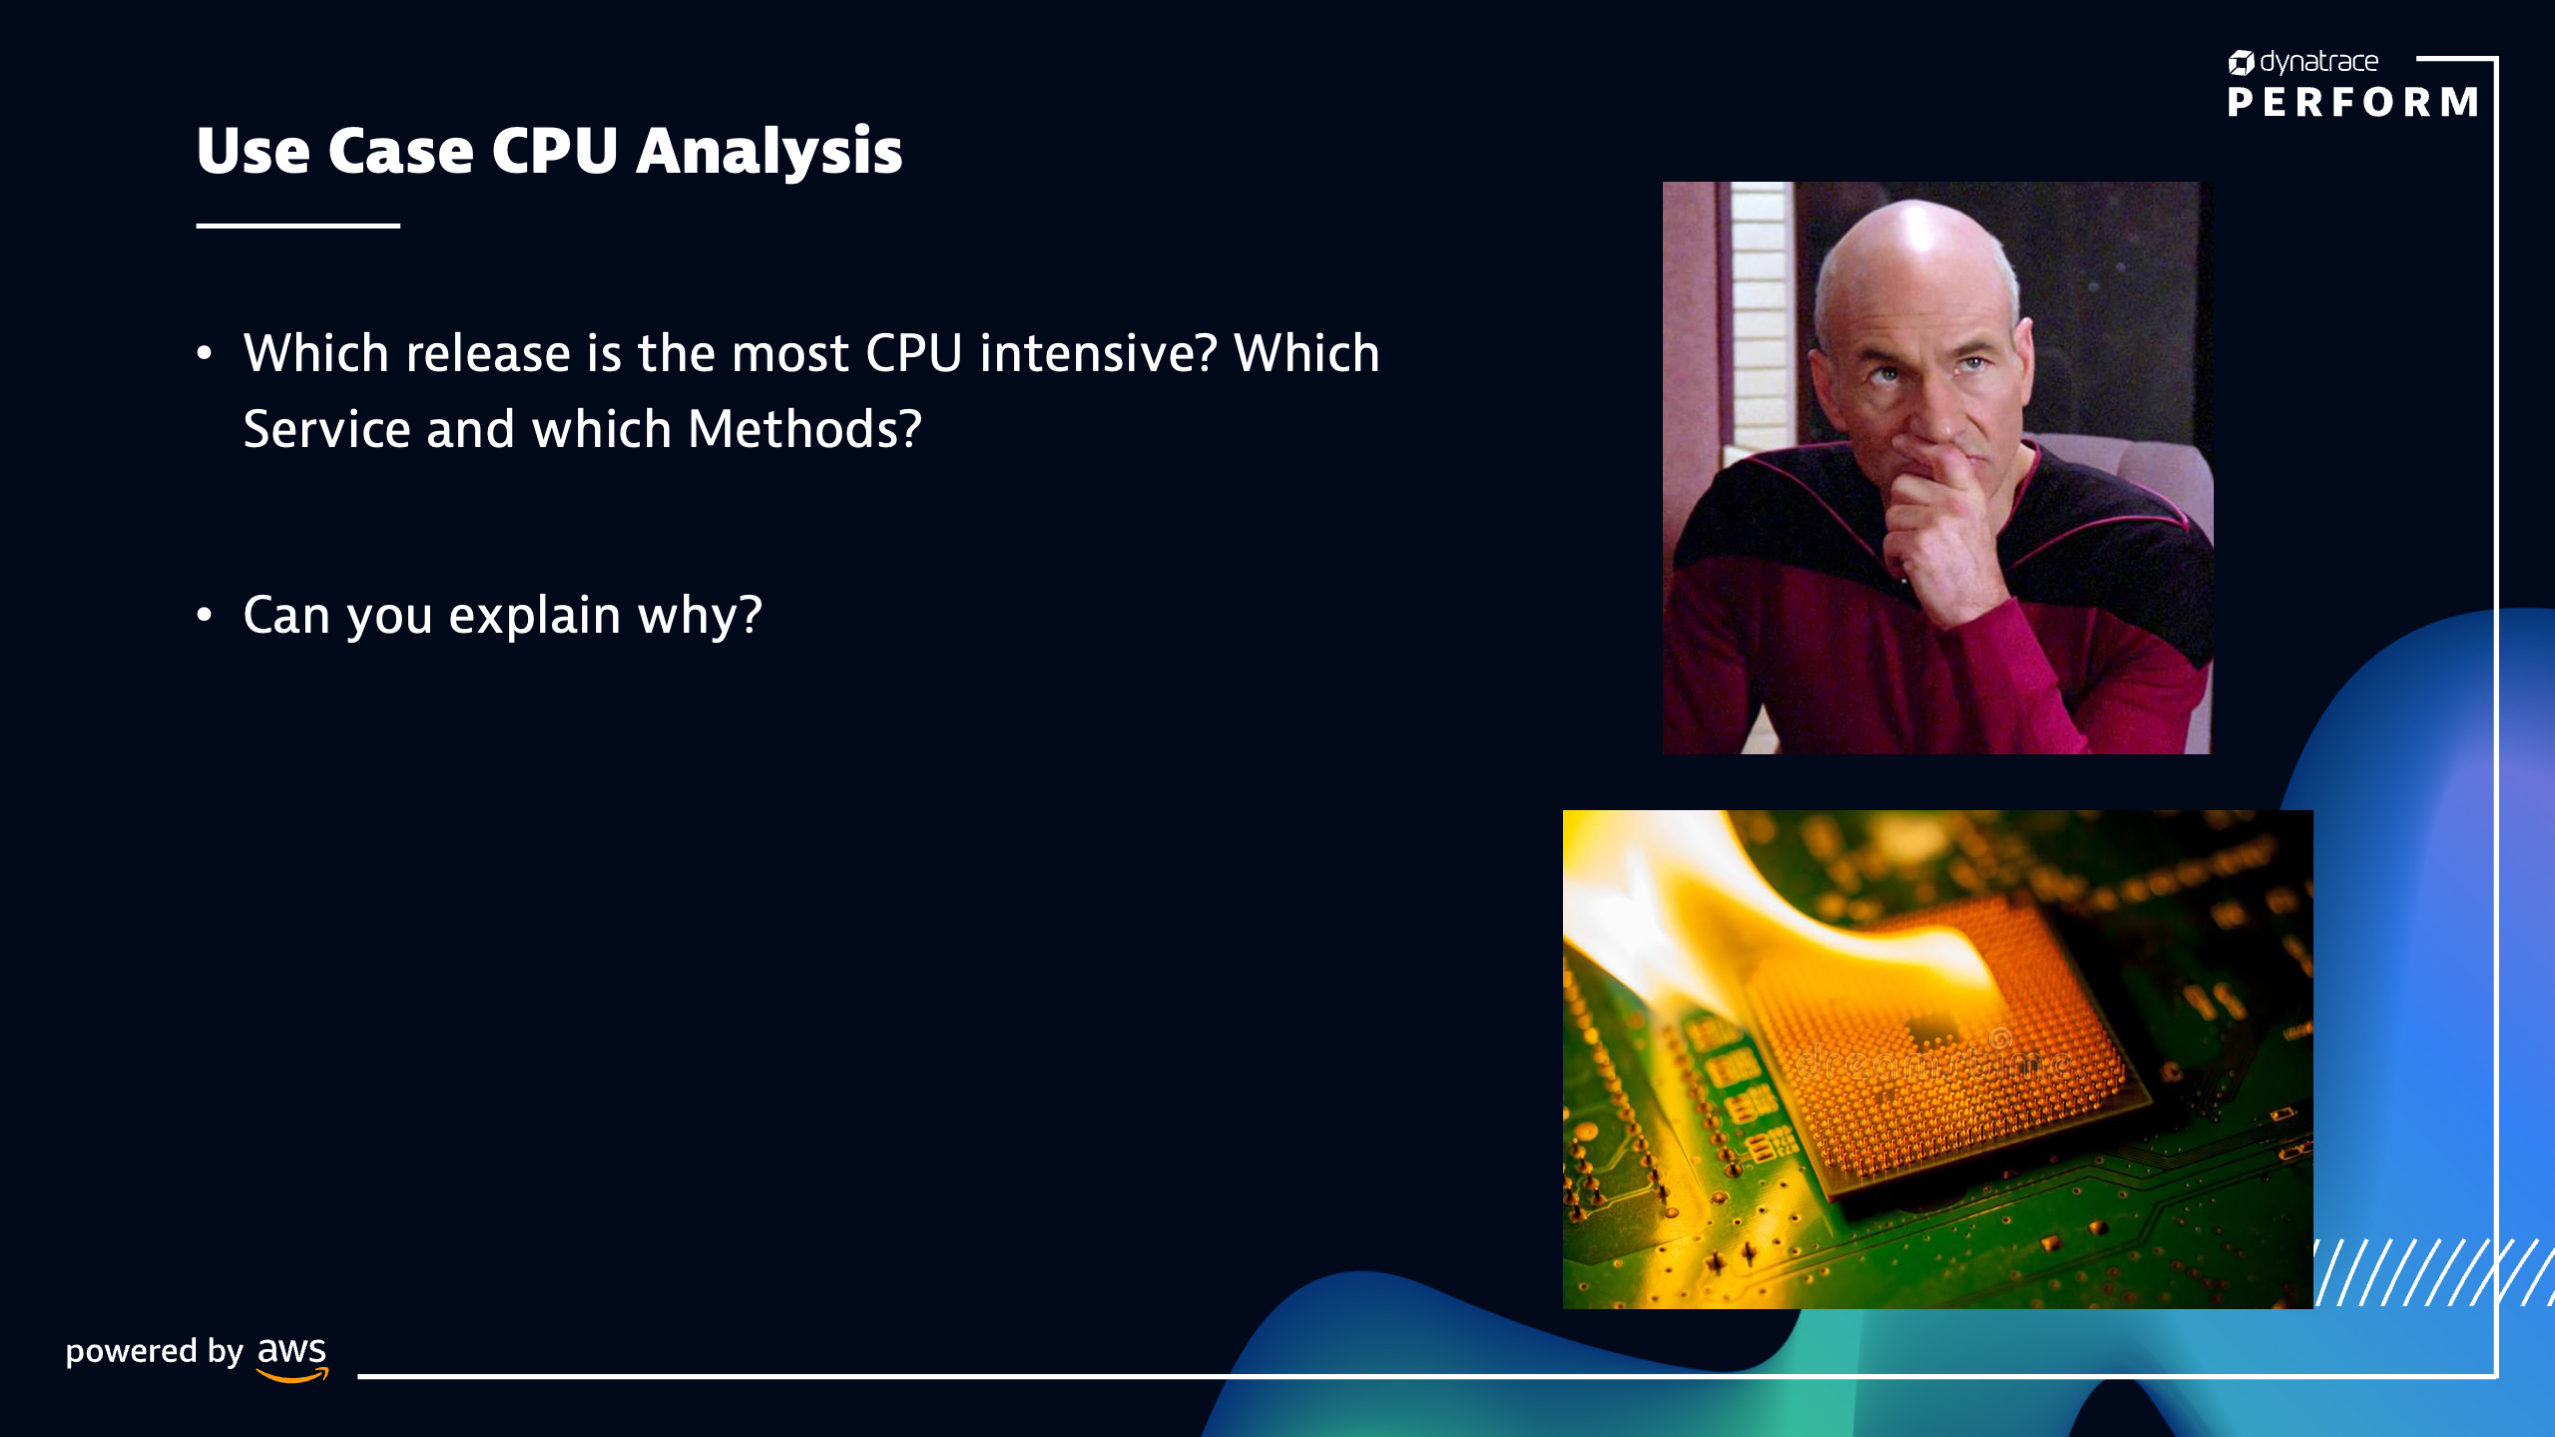 dynatrace
PERFORM
Use Case CPU Analysis
• Which release is the most CPU intensive? Which
Service and which Methods?
• Can you explain why?
dreamstime
powered by aws